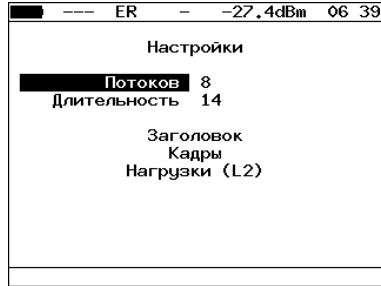 --- ER - -27.4dBm 06 39
Настройки
Потоков 8
Длительность 14
Заголовок
Кадры
Нагрузки (L2)